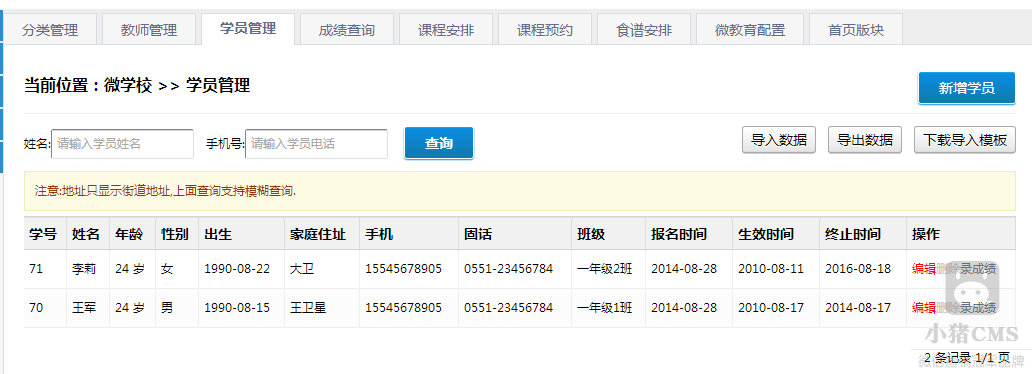 分类管理 教师管理 学员管理 成绩查询 课程安排 课程预约 食谱安排 微教育配置 首页版块
当前位置：微学校 >> 学员管理 新增学员
姓名: 请输入学员姓名 手机号: 请输入学员电话 查询 导入数据 导出数据 下载导入模板
注意:地址只显示街道地址,上面查询支持模糊查询.
学号 姓名 年龄 性别 出生 家庭住址 手机 固话 班级 报名时间 生效时间 终止时间 操作
71 李莉 24 岁 女 1990-08-22 大卫 15545678905 0551-23456784 一年级2班 2014-08-28 2010-08-11 2016-08-18 编辑删除录成绩
70 王军 24 岁 男 1990-08-15 王卫星 15545678905 0551-23456784 一年级1班 2014-08-28 2010-08-17 2014-08-17 编辑删除录成绩
小猪CMS
2 条记录 1/1 页